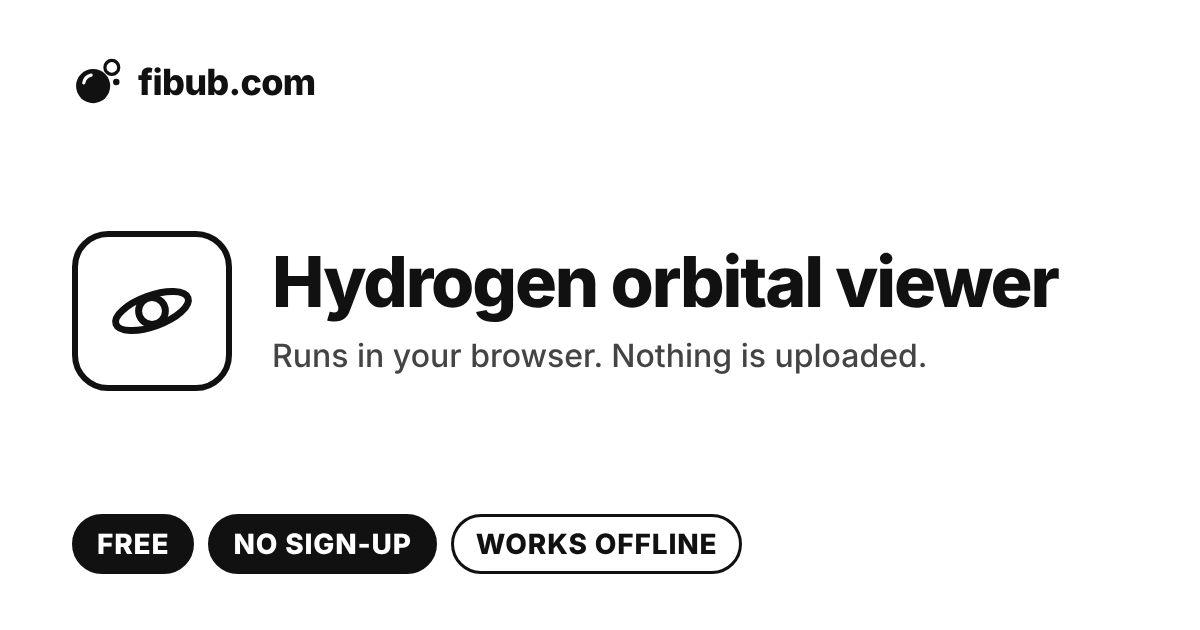 fibub.com
Hydrogen orbital viewer
Runs in your browser. Nothing is uploaded.
FREE NO SIGN-UP WORKS OFFLINE